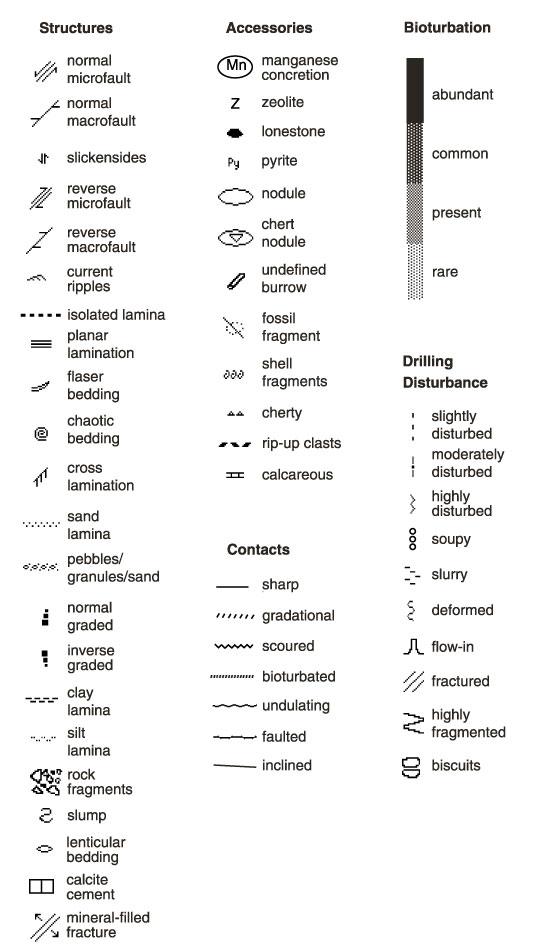 Structures
normal
microfault
normal
macrofault
slickensides
reverse
microfault
reverse
macrofault
current
ripples
isolated lamina
planar
lamination
flaser
bedding
chaotic
bedding
cross
lamination
sand
lamina
pebbles/
granules/sand
normal
graded
inverse
graded
clay
lamina
silt
lamina
rock
fragments
slump
lenticular
bedding
calcite
cement
mineral-filled
fracture
Accessories
Mn
manganese
concretion
Z
zeolite
lonestone
Py
pyrite
nodule
chert
nodule
undefined
burrow
fossil
fragment
shell
fragments
cherty
rip-up clasts
calcareous
Contacts
sharp
gradational
scoured
bioturbated
undulating
faulted
inclined
Bioturbation
abundant
common
present
rare
Drilling
Disturbance
slightly
disturbed
moderately
disturbed
highly
disturbed
soupy
slurry
deformed
flow-in
fractured
highly
fragmented
biscuits